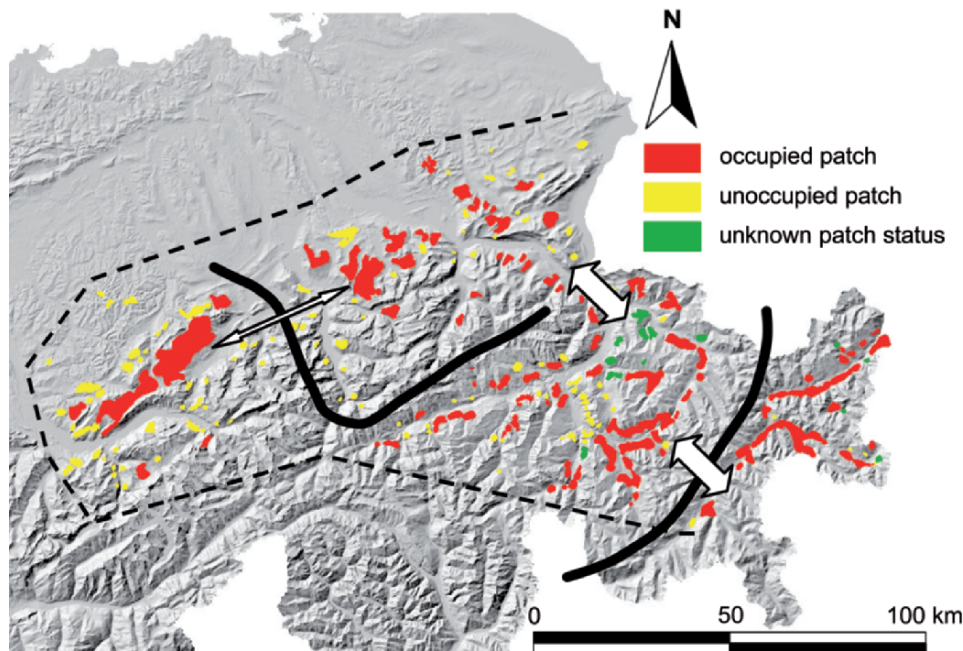 N
occupied patch
unoccupied patch
unknown patch status
0 50 100 km